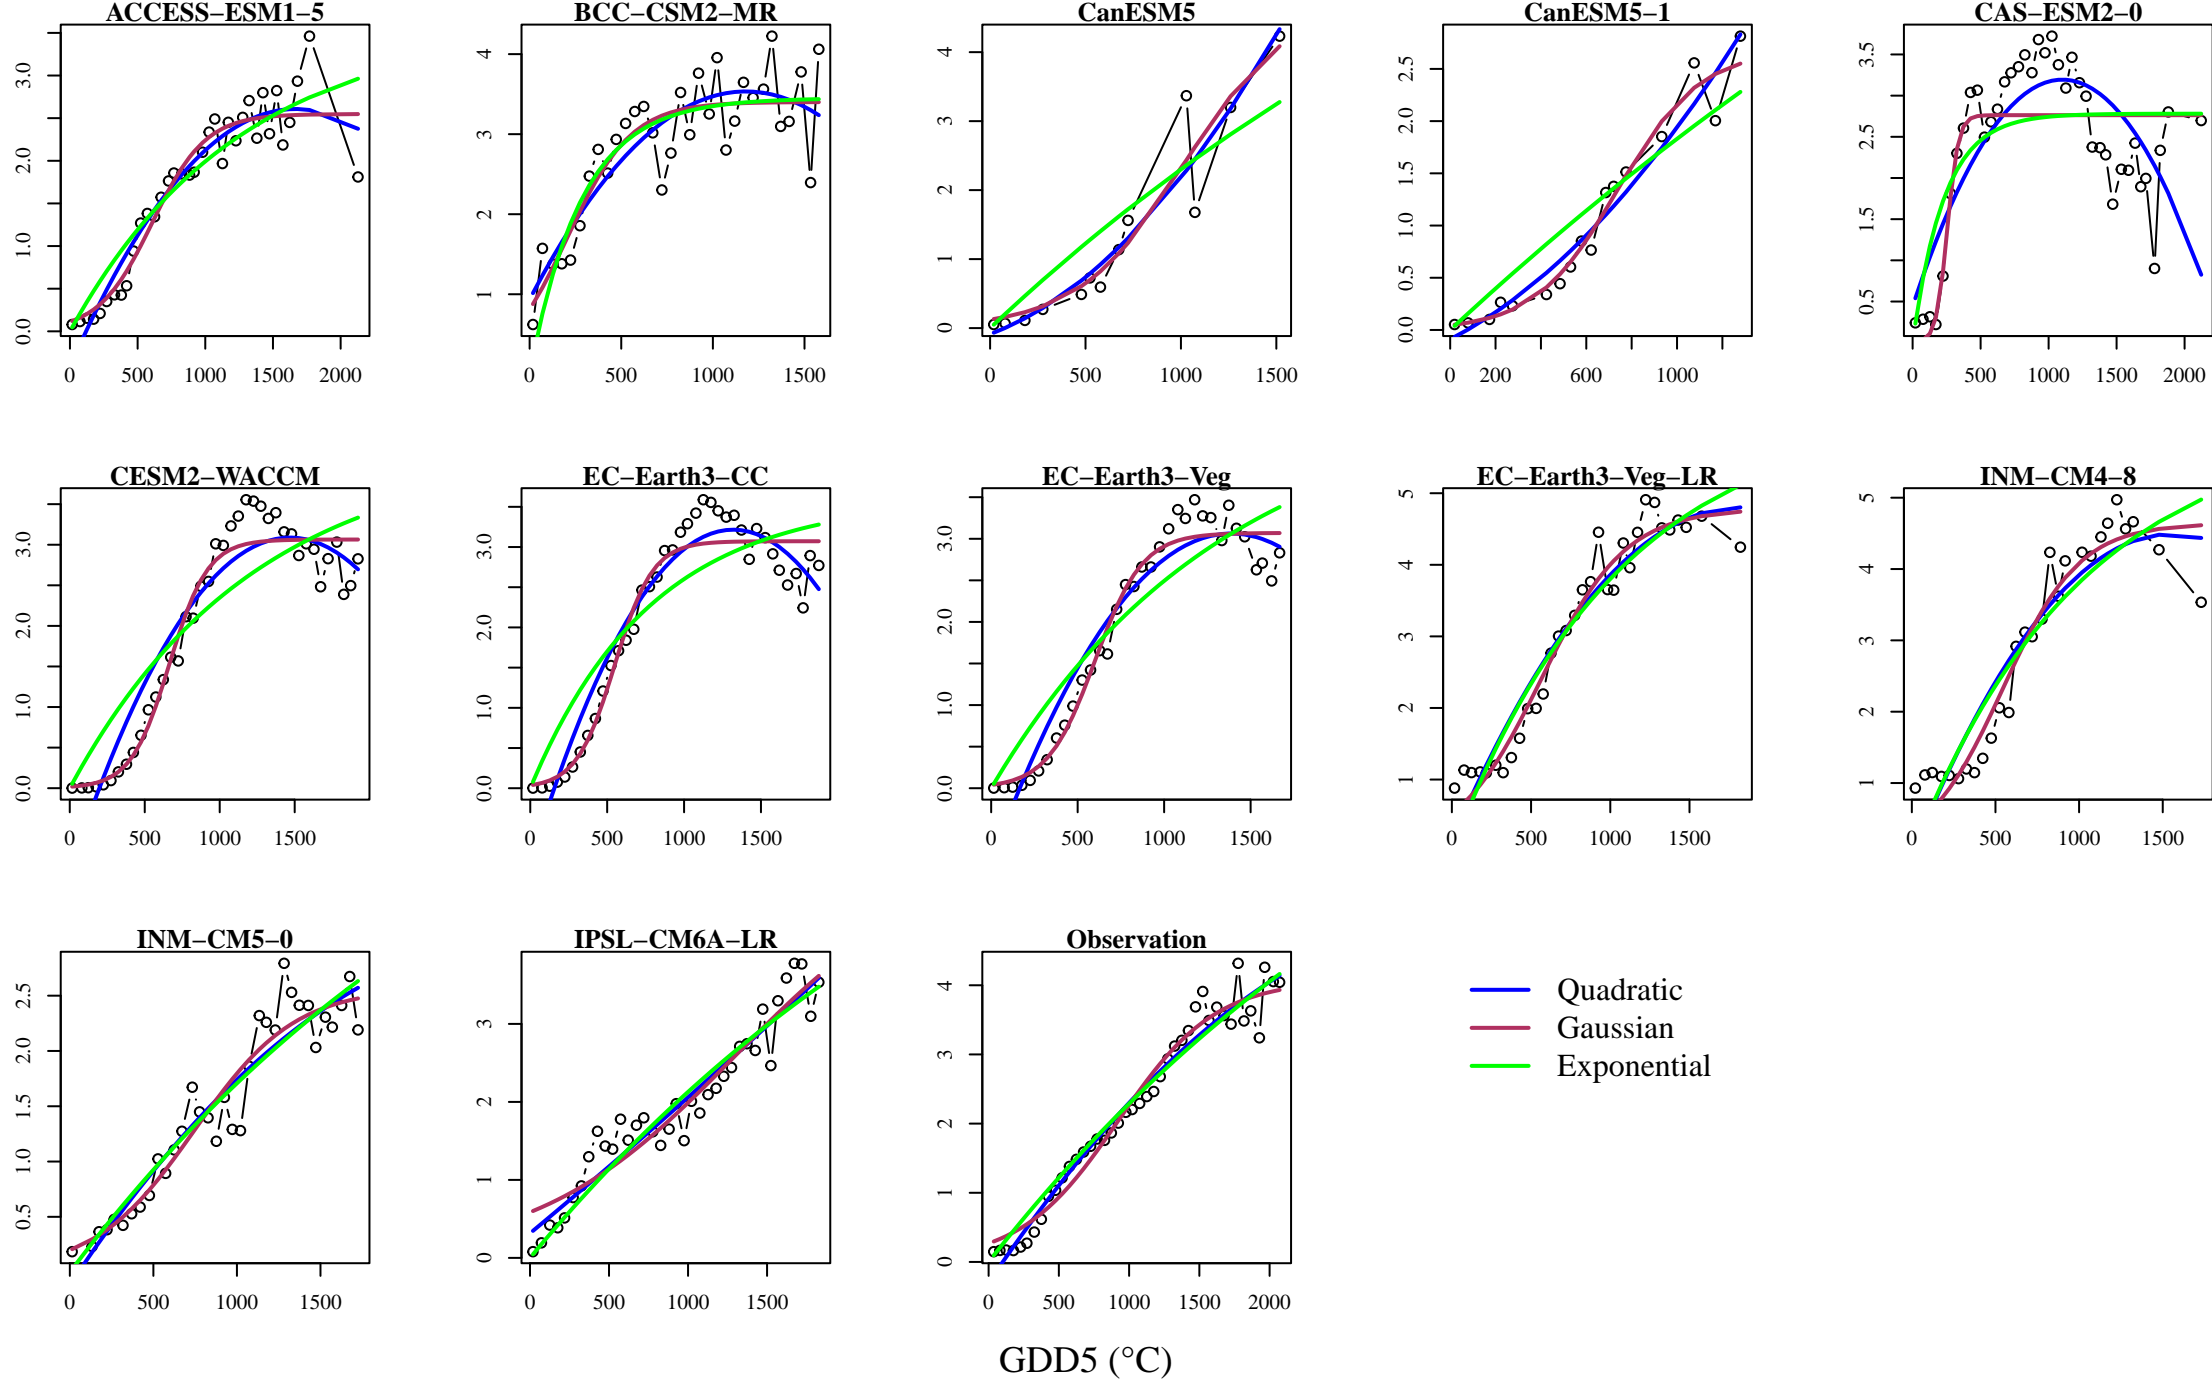 ACCESS−ESM1−5 BCC−CSM2−MR CanESM5 CanESM5−1 CAS−ESM2−0
0.0 1.0 2.0 3.0
0 500 1000 1500 2000
1 2 3 4
0 500 1000 1500
0 1 2 3 4
0 500 1000 1500
0.0 0.5 1.0 1.5 2.0 2.5
0 200 600 1000
0.5 1.5 2.5 3.5
0 500 1000 1500 2000
CESM2−WACCM EC−Earth3−CC EC−Earth3−Veg EC−Earth3−Veg−LR INM−CM4−8
0.0 1.0 2.0 3.0
0 500 1000 1500
0.0 1.0 2.0 3.0
0 500 1000 1500
0.0 1.0 2.0 3.0
0 500 1000 1500
1 2 3 4 5
0 500 1000 1500
1 2 3 4 5
0 500 1000 1500
INM−CM5−0 IPSL−CM6A−LR Observation
0.5 1.0 1.5 2.0 2.5
0 500 1000 1500
0 1 2 3
0 500 1000 1500
0 1 2 3 4
0 500 1000 1500 2000
Quadratic
Gaussian
Exponential
GDD5 (°C)